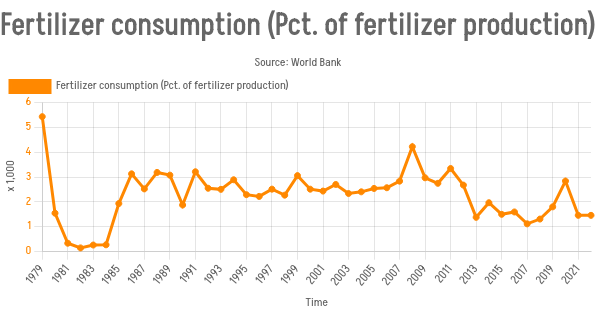 Fertilizer consumption (Pct. of fertilizer production)
Source: World Bank
Fertilizer consumption (Pct. of fertilizer production)
6
5
4
3
2
1
0
x 1,000
1979 1981 1983 1985 1987 1989 1991 1993 1995 1997 1999 2001 2003 2005 2007 2009 2011 2013 2015 2017 2019 2021
Time